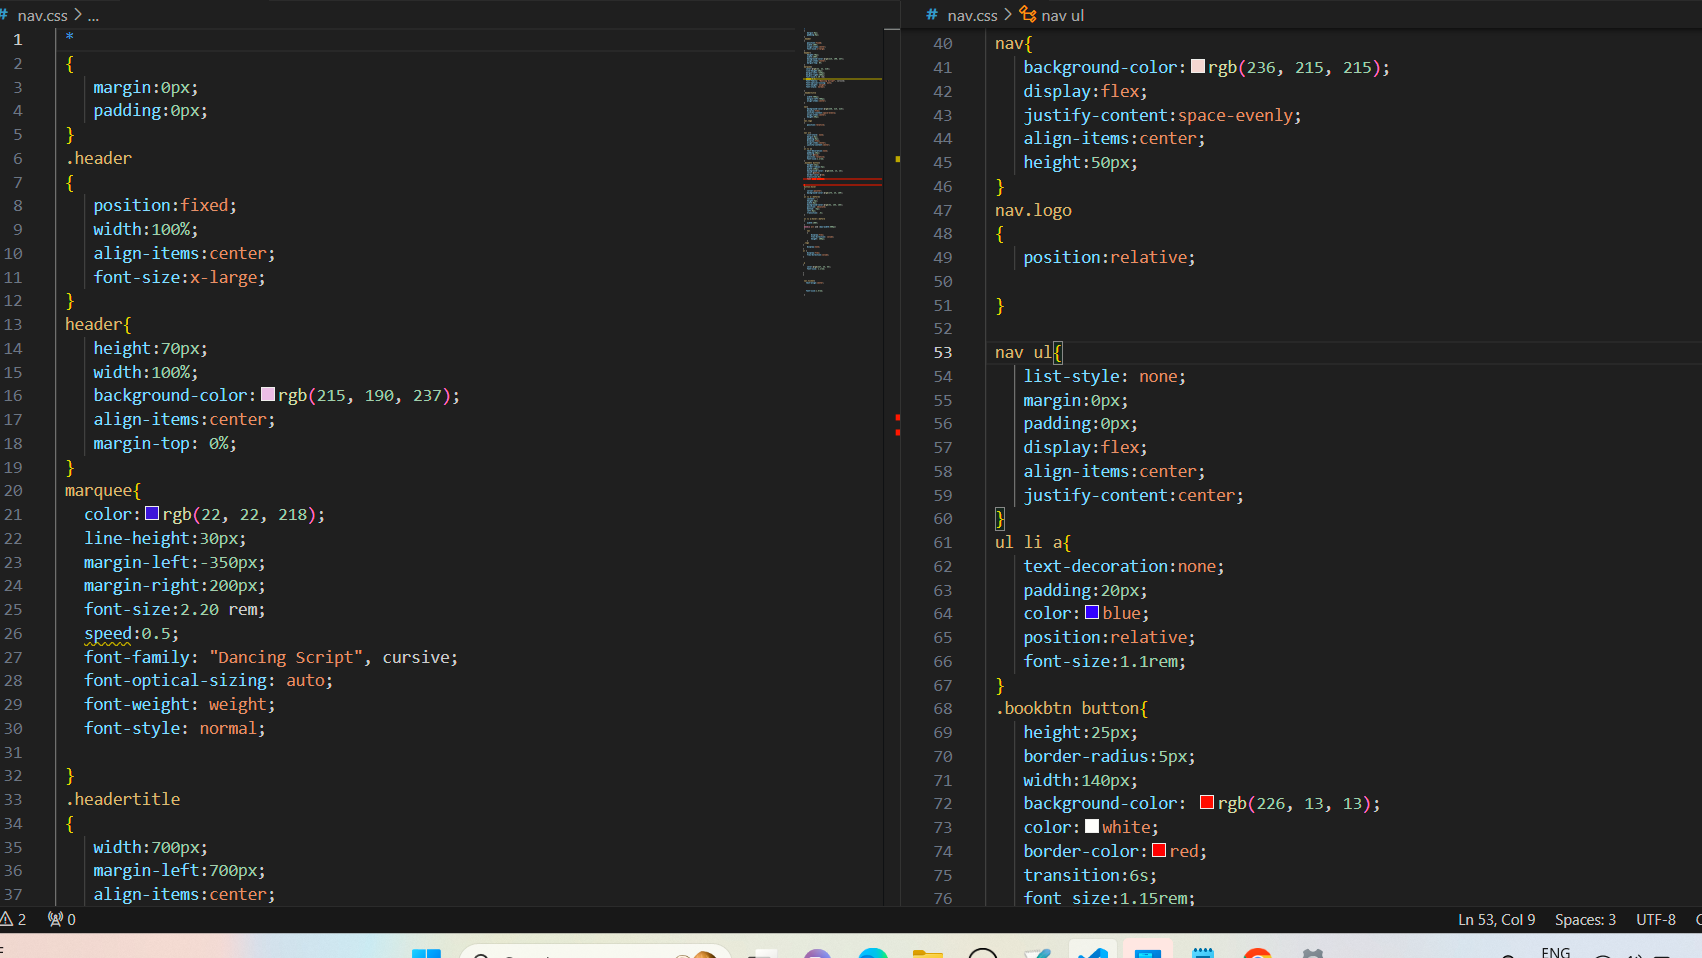 # nav.css > ...
1 *
2 {
3 margin:0px;
4 padding:0px;
5 }
6 .header
7 {
8 position:fixed;
9 width:100%;
10 align-items:center;
11 font-size:x-large;
12 }
13 header{
14 height:70px;
15 width:100%;
16 background-color:rgb(215, 190, 237);
17 align-items:center;
18 margin-top: 0%;
19 }
20 marquee{
21 color:rgb(22, 22, 218);
22 line-height:30px;
23 margin-left:-350px;
24 margin-right:200px;
25 font-size:2.20 rem;
26 speed:0.5;
27 font-family: "Dancing Script", cursive;
28 font-optical-sizing: auto;
29 font-weight: weight;
30 font-style: normal;
31
32 }
33 .headertitle
34 {
35 width:700px;
36 margin-left:700px;
37 align-items:center;
# nav.css > nav ul
40 nav{
41 background-color:rgb(236, 215, 215);
42 display:flex;
43 justify-content:space-evenly;
44 align-items:center;
45 height:50px;
46 }
47 nav.logo
48 {
49 position:relative;
50
51 }
52
53 nav ul{
54 list-style: none;
55 margin:0px;
56 padding:0px;
57 display:flex;
58 align-items:center;
59 justify-content:center;
60 }
61 ul li a{
62 text-decoration:none;
63 padding:20px;
64 color:blue;
65 position:relative;
66 font-size:1.1rem;
67 }
68 .bookbtn button{
69 height:25px;
70 border-radius:5px;
71 width:140px;
72 background-color: rgb(226, 13, 13);
73 color:white;
74 border-color:red;
75 transition:6s;
76 font size:1.15rem;
2 0 Ln 53, Col 9 Spaces: 3 UTF-8
ENG